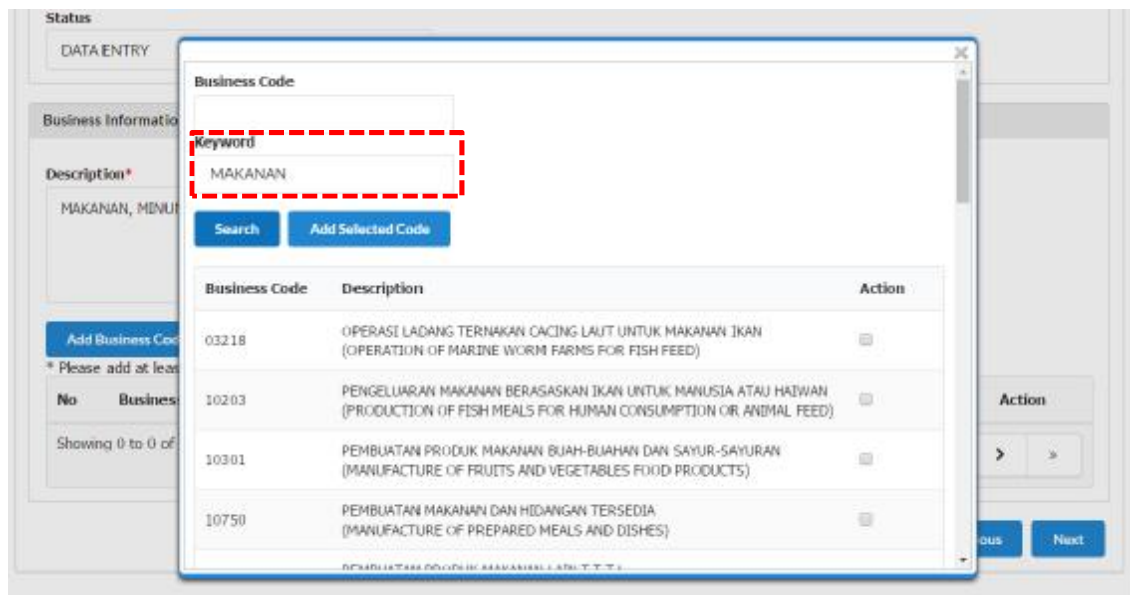 Status
DATA ENTRY
Business Code
Business Informatio
Keyword
MAKANAN
Description*
MAKANAN,
Search Add Selected Code
Business Code Description Action
03218 OPERASI LADANG TERNAKAN CACING LAUT UNTUK MAKANAN IKAN
(OPERATION OF MARINE WORM FARMS FOR FISH FEED)
Add Business Cod
* Please add at leas
10203 PENGELUARAN MAKANAN BERASASKAN IKAN UNTUK MANUSIA ATAU HAIWAN
(PRODUCTION OF FISH MEALS FOR HUMAN CONSUMPTION OR ANIMAL FEED)
No Busines Action
Showing 0 to 0 of
10301 PEMBUATAN PRODUK MAKANAN BUAH-BUAHAN DAN SAYUR-SAYURAN
(MANUFACTURE OF FRUITS AND VEGETABLES FOOD PRODUCTS)
> »
10750 PEMBUATAN MAKANAN DAN HIDANGAN TERSEDIA
(MANUFACTURE OF PREPARED MEALS AND DISHES)
ous Next